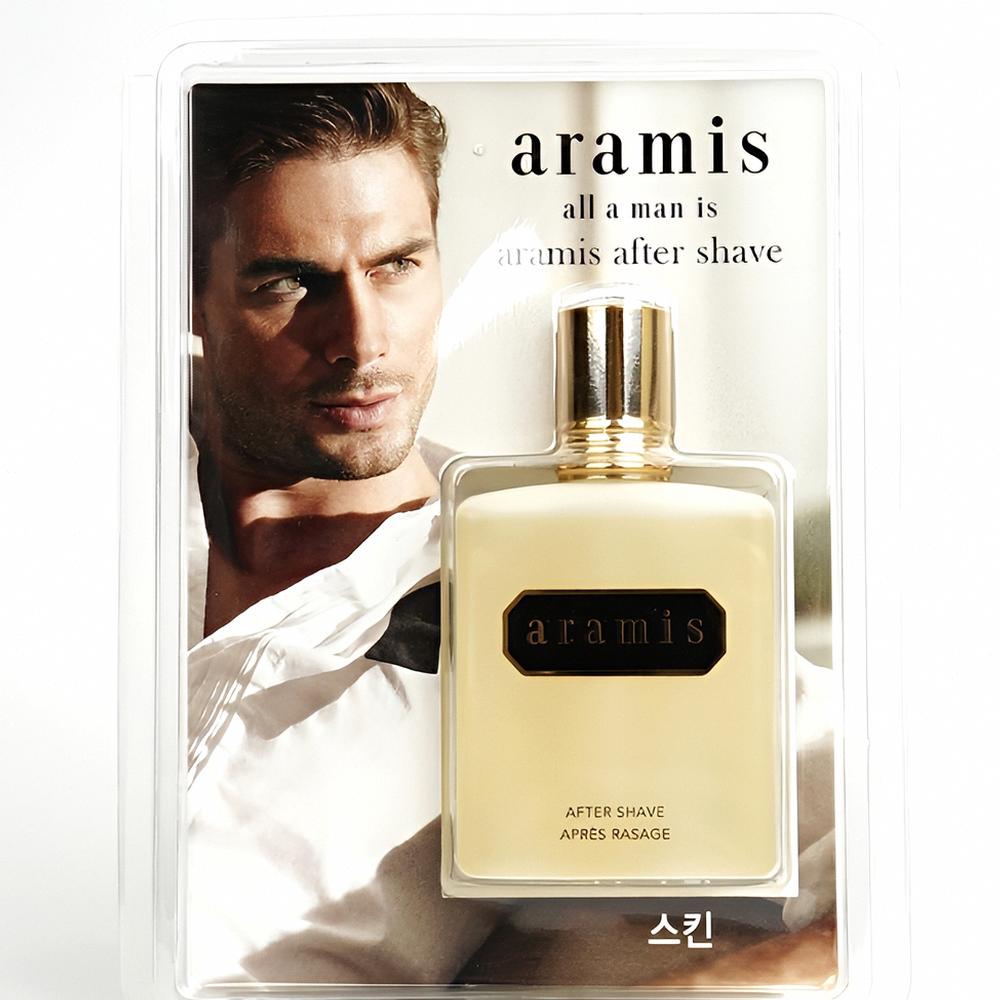 aramis
all a man is
aramis after shave
aramis
AFTER SHAVE
APRÈS RASAGE
스킨